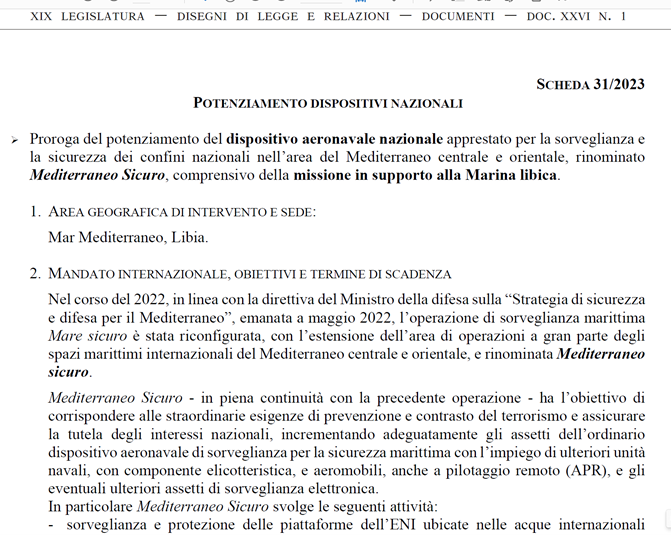 XIX LEGISLATURA — DISEGNI DI LEGGE E RELAZIONI — DOCUMENTI — DOC. XXVI N. 1
SCHEDA 31/2023
POTENZIAMENTO DISPOSITIVI NAZIONALI
➢ Proroga del potenziamento del dispositivo aeronavale nazionale apprestato per la sorveglianza e
la sicurezza dei confini nazionali nell'area del Mediterraneo centrale e orientale, rinominato
Mediterraneo Sicuro, comprensivo della missione in supporto alla Marina libica.
1. AREA GEOGRAFICA DI INTERVENTO E SEDE:
Mar Mediterraneo, Libia.
2. MANDATO INTERNAZIONALE, OBIETTIVI E TERMINE DI SCADENZA
Nel corso del 2022, in linea con la direttiva del Ministro della difesa sulla “Strategia di sicurezza
e difesa per il Mediterraneo”, emanata a maggio 2022, l'operazione di sorveglianza marittima
Mare sicuro è stata riconfigurata, con l'estensione dell'area di operazioni a gran parte degli
spazi marittimi internazionali del Mediterraneo centrale e orientale, e rinominata Mediterraneo
sicuro.
Mediterraneo Sicuro - in piena continuità con la precedente operazione - ha l'obiettivo di
corrispondere alle straordinarie esigenze di prevenzione e contrasto del terrorismo e assicurare
la tutela degli interessi nazionali, incrementando adeguatamente gli assetti dell'ordinario
dispositivo aeronavale di sorveglianza per la sicurezza marittima con l'impiego di ulteriori unità
navali, con componente elicotteristica, e aeromobili, anche a pilotaggio remoto (APR), e gli
eventuali ulteriori assetti di sorveglianza elettronica.
In particolare Mediterraneo Sicuro svolge le seguenti attività:
- sorveglianza e protezione delle piattaforme dell'ENI ubicate nelle acque internazionali